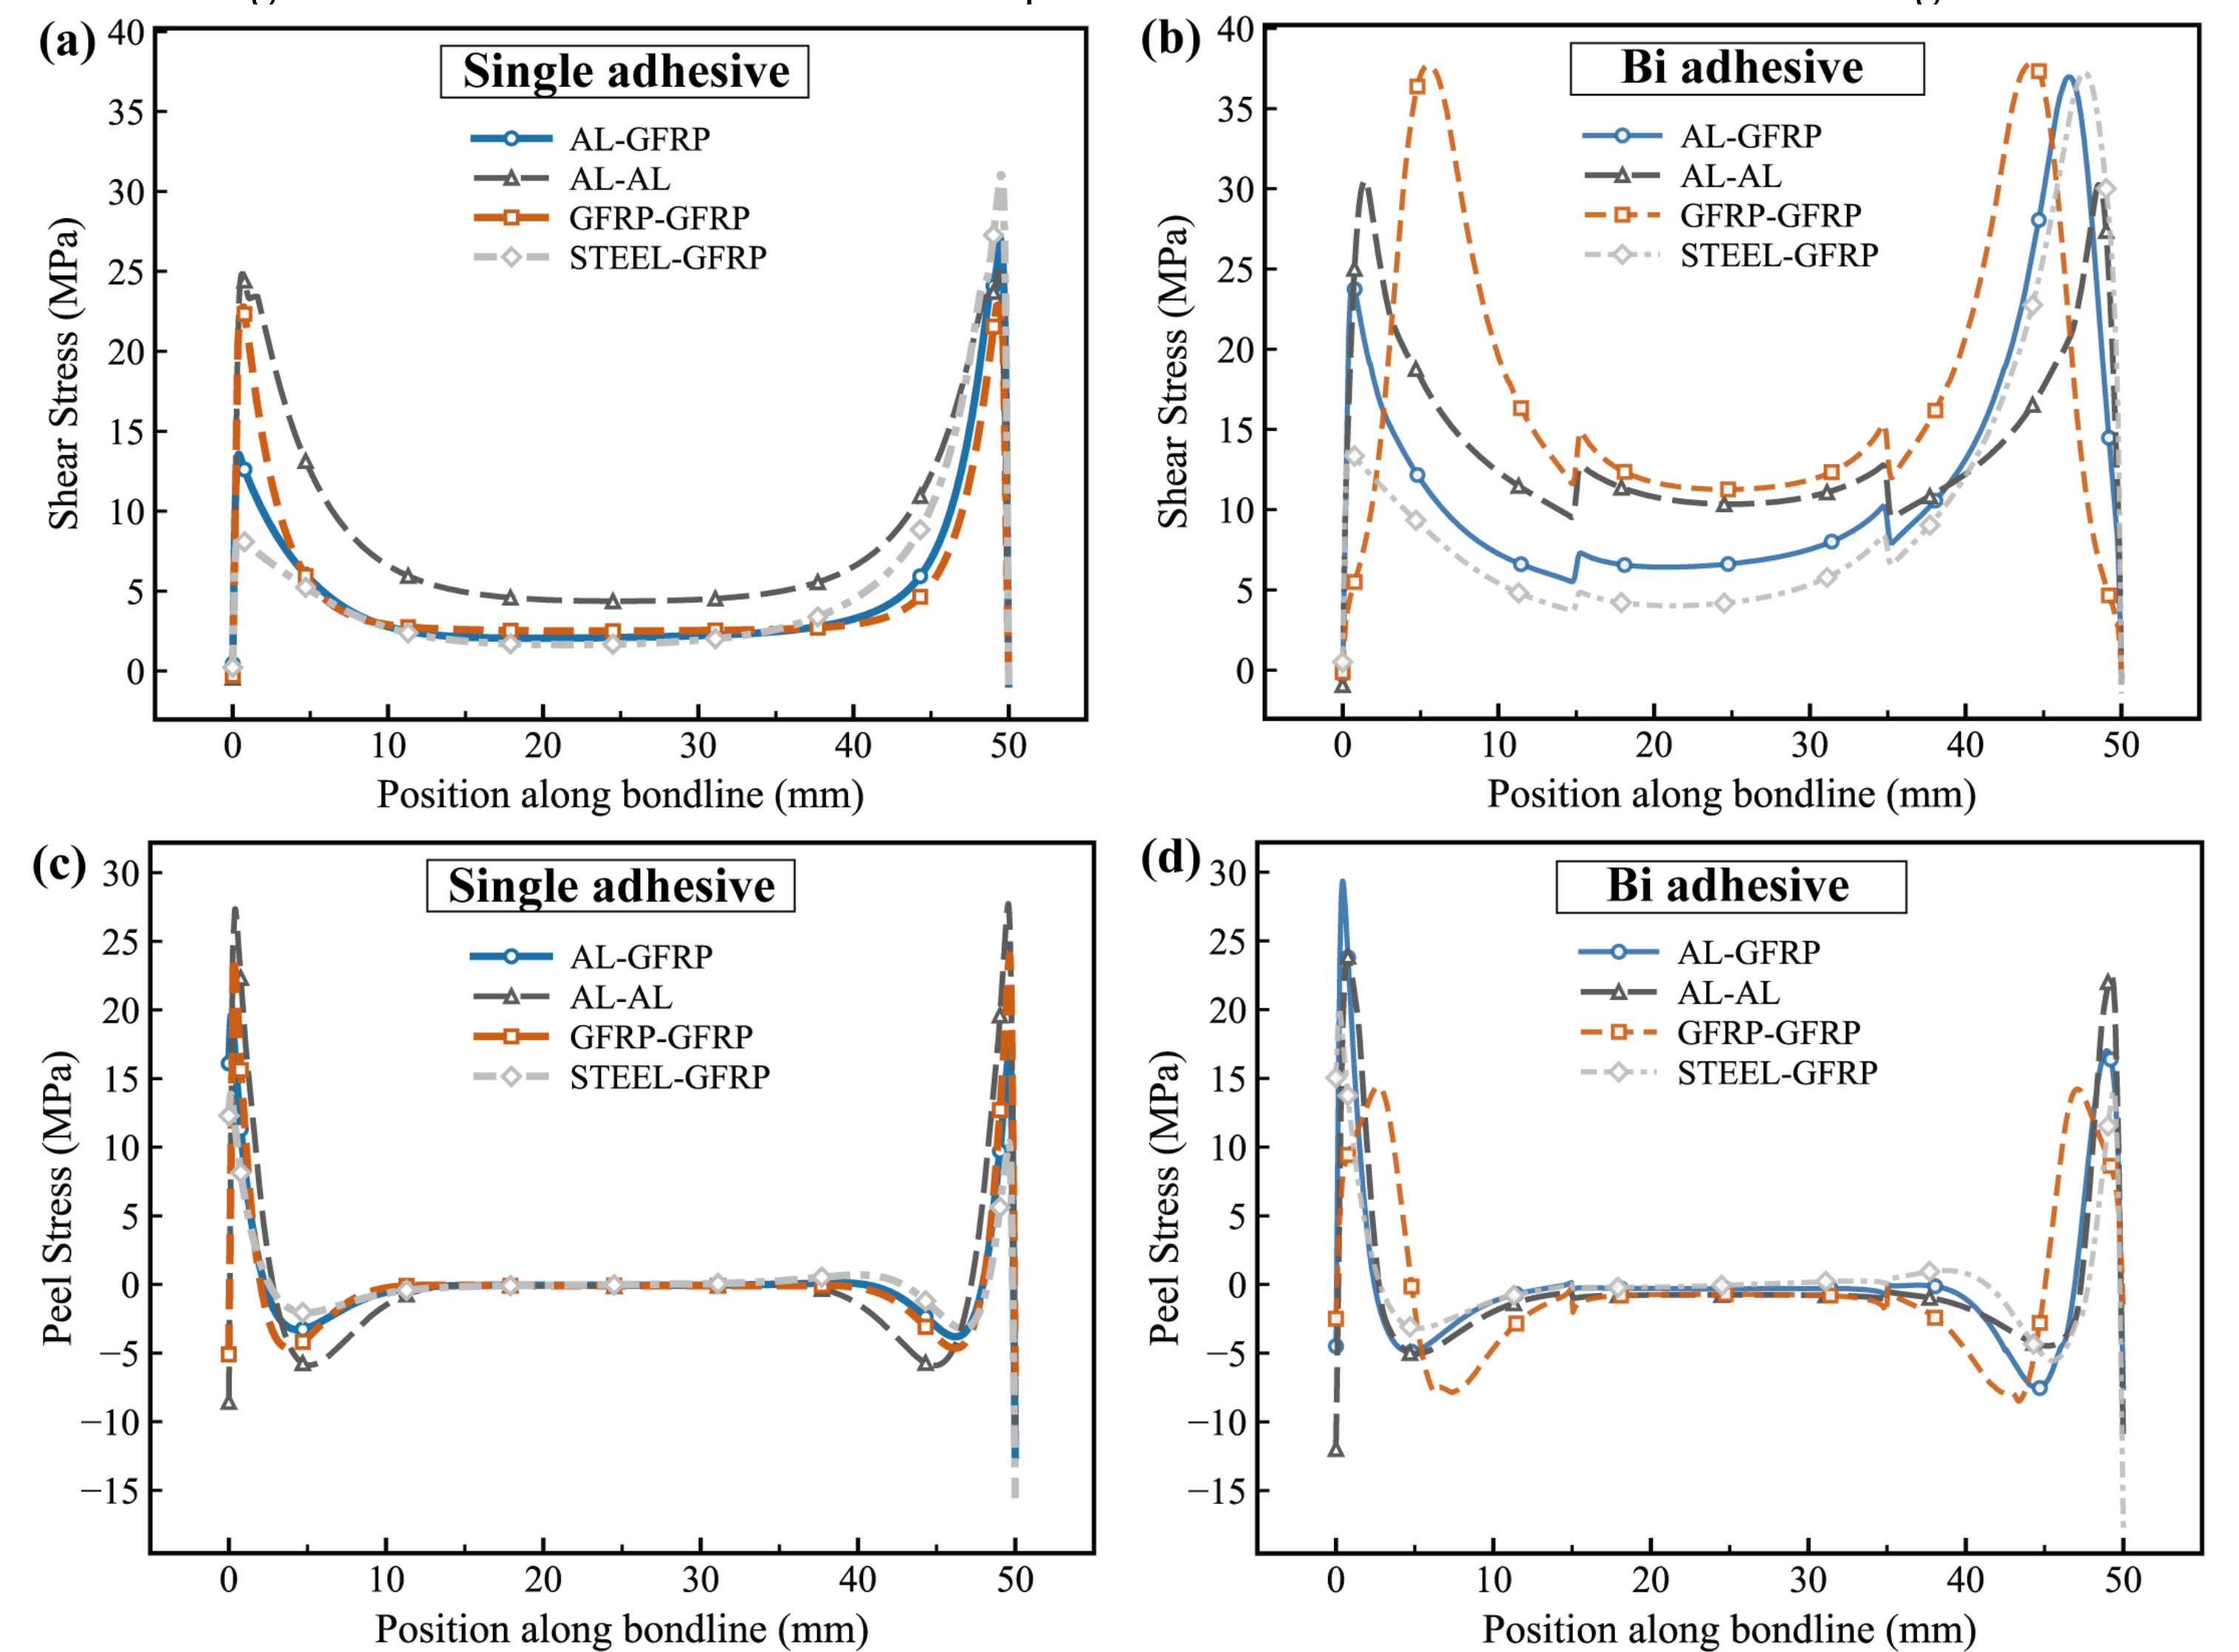 (a)
Single adhesive
AL-GFRP
AL-AL
GFRP-GFRP
STEEL-GFRP
Shear Stress (MPa)
40
35
30
25
20
15
10
5
0
0 10 20 30 40 50
Position along bondline (mm)
(b)
Bi adhesive
AL-GFRP
AL-AL
GFRP-GFRP
STEEL-GFRP
Shear Stress (MPa)
40
35
30
25
20
15
10
5
0
0 10 20 30 40 50
Position along bondline (mm)
(c)
Single adhesive
AL-GFRP
AL-AL
GFRP-GFRP
STEEL-GFRP
Peel Stress (MPa)
30
25
20
15
10
5
0
−5
−10
−15
0 10 20 30 40 50
Position along bondline (mm)
(d)
Bi adhesive
AL-GFRP
AL-AL
GFRP-GFRP
STEEL-GFRP
Peel Stress (MPa)
30
25
20
15
10
5
0
−5
−10
−15
0 10 20 30 40 50
Position along bondline (mm)